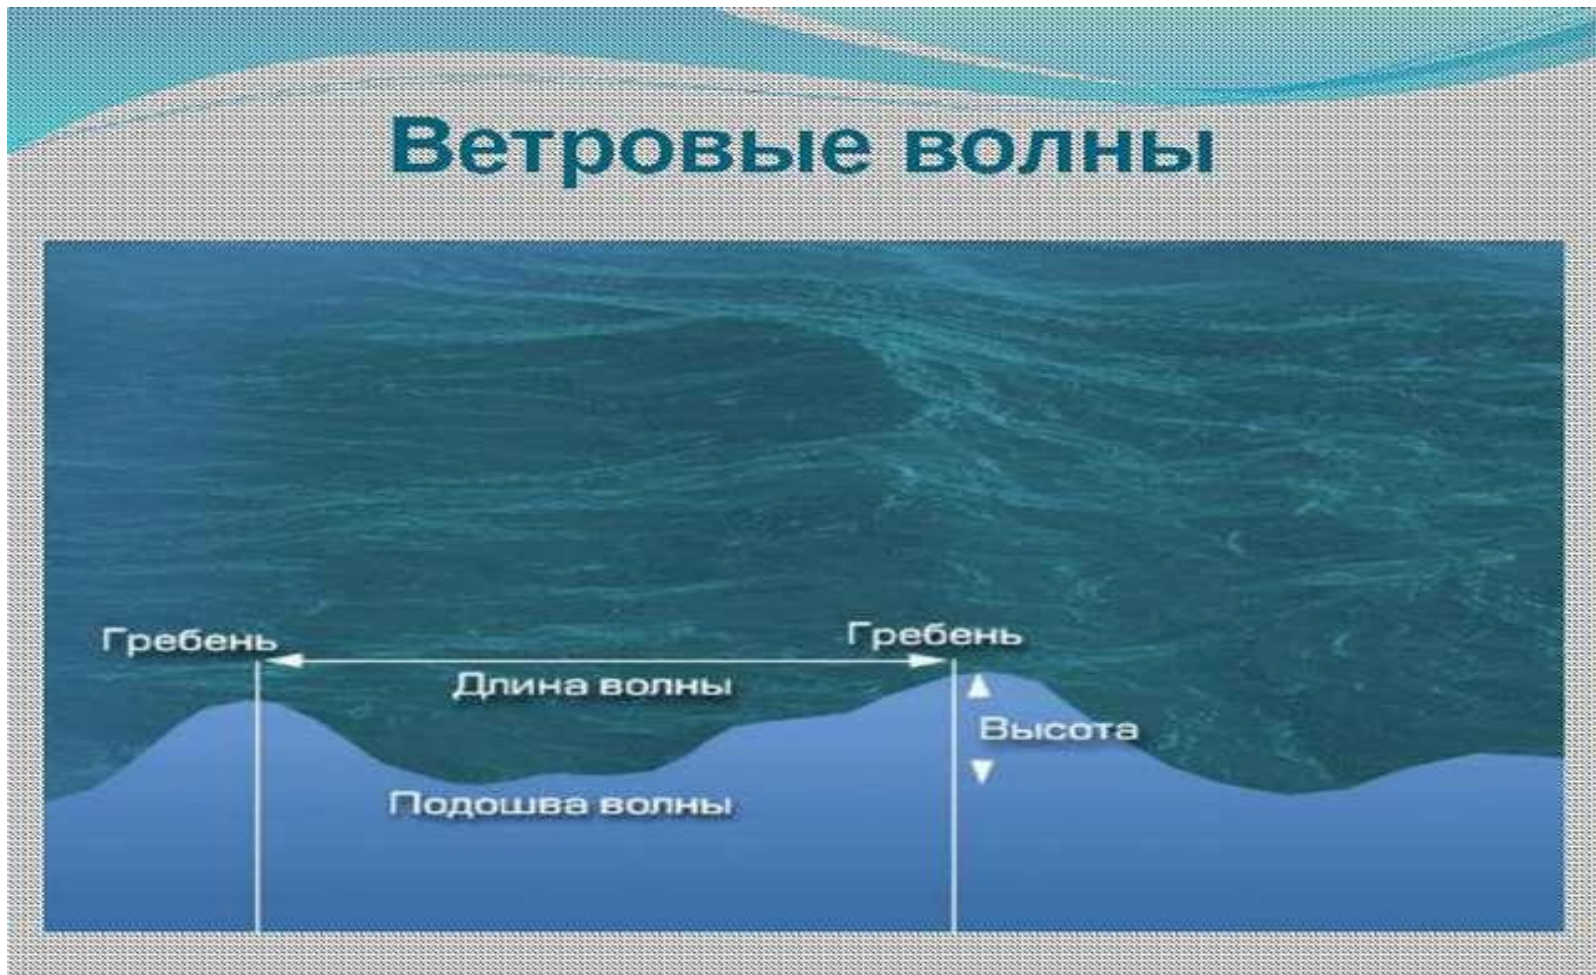 Ветровые волны
Гребень
Гребень
Длина волны
Высота
Подошва волны